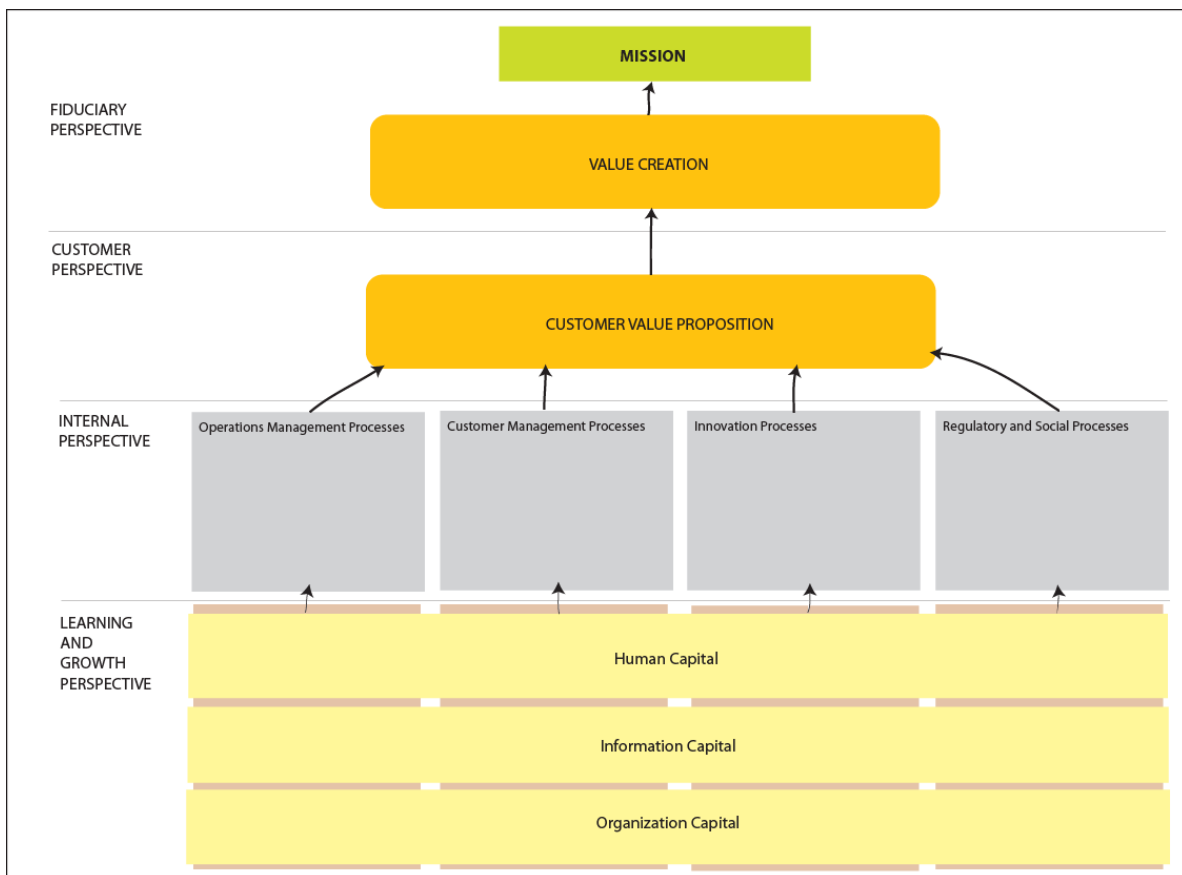 MISSION
FIDUCIARY
PERSPECTIVE
VALUE CREATION
CUSTOMER
PERSPECTIVE
CUSTOMER VALUE PROPOSITION
INTERNAL
PERSPECTIVE
Operations Management Processes
Customer Management Processes
Innovation Processes
Regulatory and Social Processes
LEARNING
AND
GROWTH
PERSPECTIVE
Human Capital
Information Capital
Organization Capital